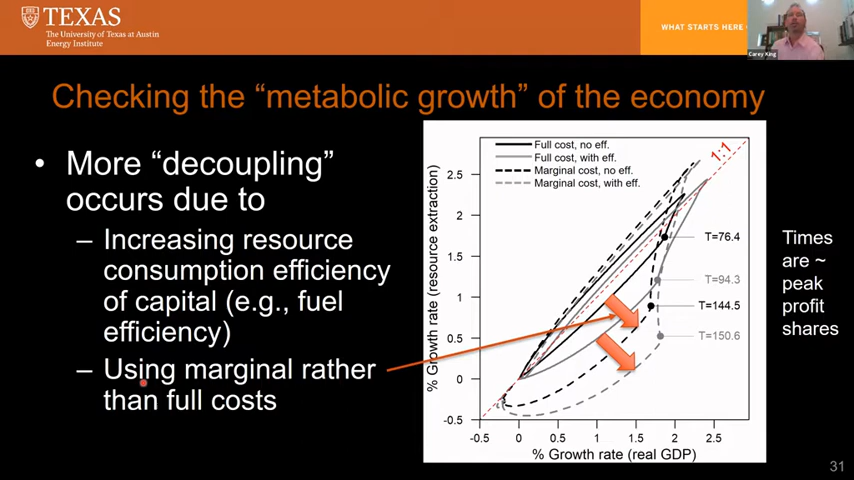 TEXAS
The University of Texas at Austin
Energy Institute
WHAT STARTS HERE
Carey King
Checking the “metabolic growth” of the economy
• More “decoupling”
occurs due to
– Increasing resource
consumption efficiency
of capital (e.g., fuel
efficiency)
– Using marginal rather
than full costs
Full cost, no eff.
Full cost, with eff.
Marginal cost, no eff.
Marginal cost, with eff.
1:1
% Growth rate (resource extraction)
2.5
2
1.5
1
0.5
0
-0.5
T=76.4
T=94.3
T=144.5
T=150.6
-0.5 0 0.5 1 1.5 2 2.5
% Growth rate (real GDP)
Times
are ~
peak
profit
shares
31